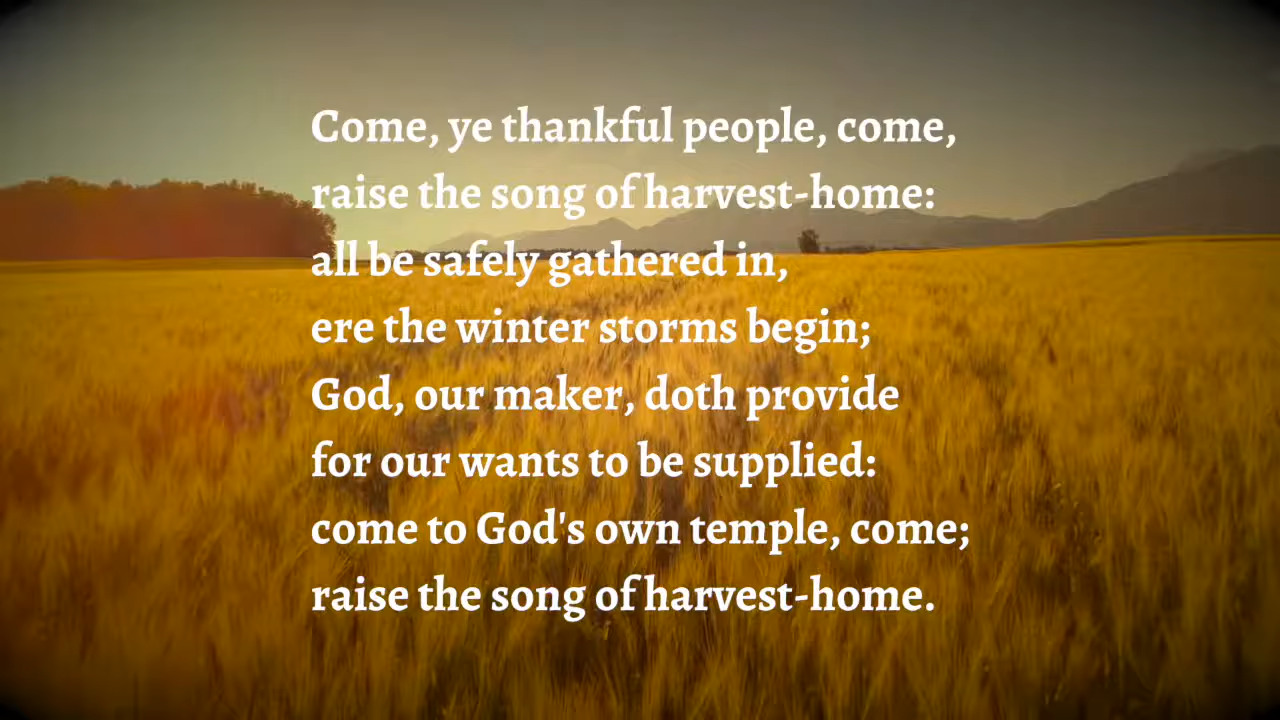 Come, ye thankful people, come,
raise the song of harvest-home:
all be safely gathered in,
ere the winter storms begin;
God, our maker, doth provide
for our wants to be supplied:
come to God's own temple, come;
raise the song of harvest-home.